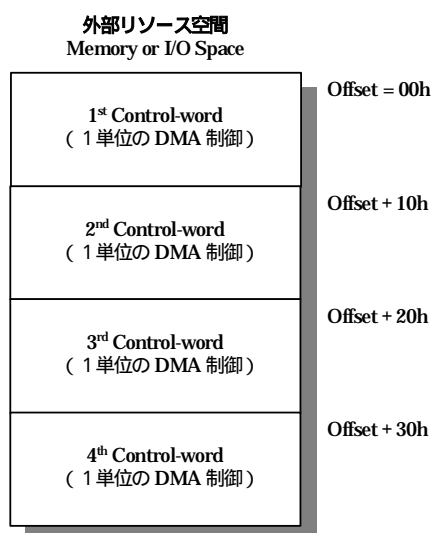 外部リソース空間
Memory or I/O Space
Offset = 00h
1st Control-word
( 1単位の DMA 制御 )
Offset + 10h
2nd Control-word
( 1単位の DMA 制御 )
Offset + 20h
3rd Control-word
( 1単位の DMA 制御 )
Offset + 30h
4th Control-word
( 1単位の DMA 制御 )